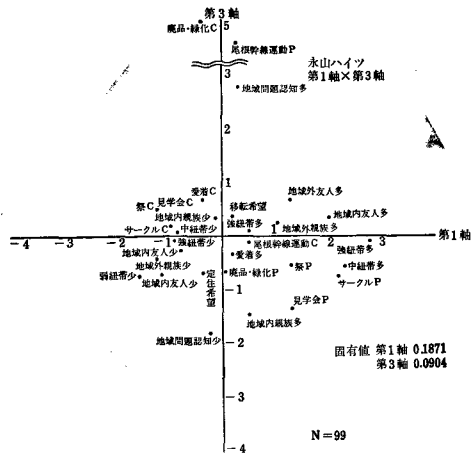 第3軸
廃品・緑化C
5
尾根幹線運動P
永山ハイツ
第1軸×第3軸
3
地域問題認知多
2
愛着C
1
地域外友人多
祭C
見学会C
移転希望
地域内親族少
強紐帯多
地域内友人多
サークルC
中紐帯少
地域外親族多
-4
-2
-1
強紐帯少
1
2
3
4
第1軸
地域内友人少
尾根幹線運動C
強紐帯多
愛着多
地域外親族少
祭P
中紐帯多
弱紐帯少
地域内友人少
定住希望
廃品・緑化P
サークルP
-1
見学会P
地域内親族多
地域問題認知少
-2
固有値 第1軸 0.1871
第3軸 0.0904
-3
N=99
-4